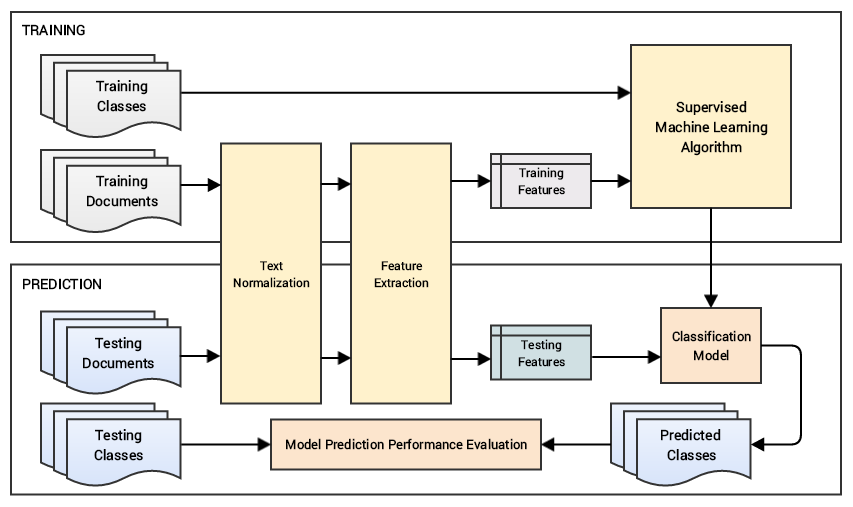 TRAINING
Training
Classes
Supervised
Machine Learning
Algorithm
Training
Documents
Training
Features
Text
Normalization
Feature
Extraction
PREDICTION
Testing
Documents
Testing
Features
Classification
Model
Testing
Classes
Model Prediction Performance Evaluation
Predicted
Classes